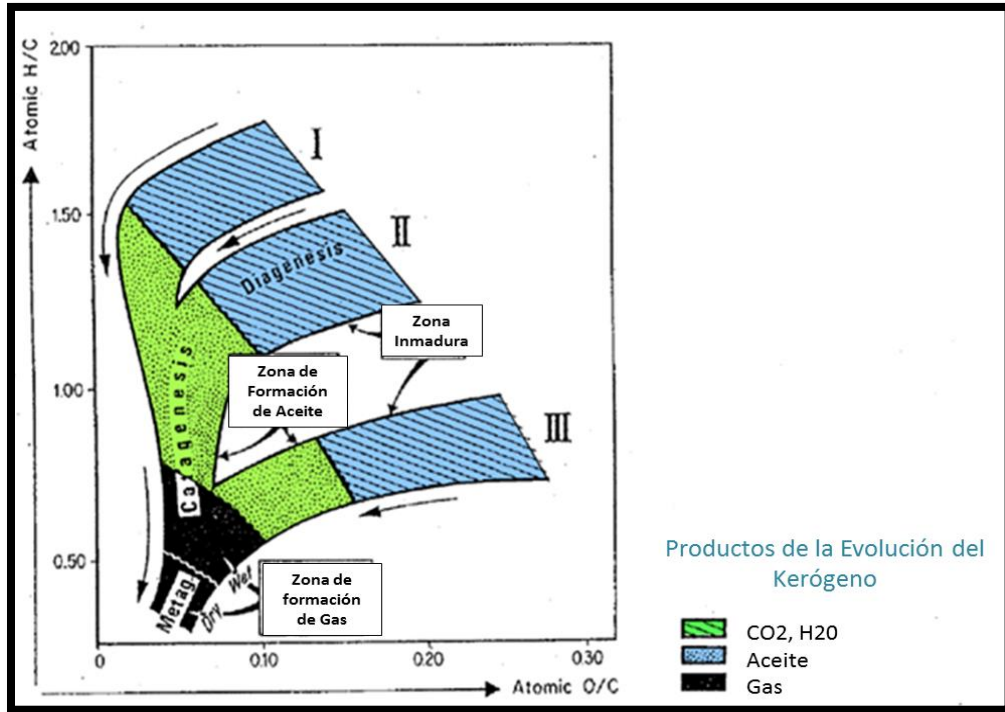 Atomic H/C
2.00
1.50
1.00
0.50
I
II
III
Diagenesis
Zona
Inmadura
Zona de
Formación
de Aceite
Catagenesis
Metag
Dry
Wet
Zona de
formación
de Gas
0
0.10
0.20
0.30
Atomic O/C
Productos de la Evolución del
Kerógeno
CO2, H20
Aceite
Gas